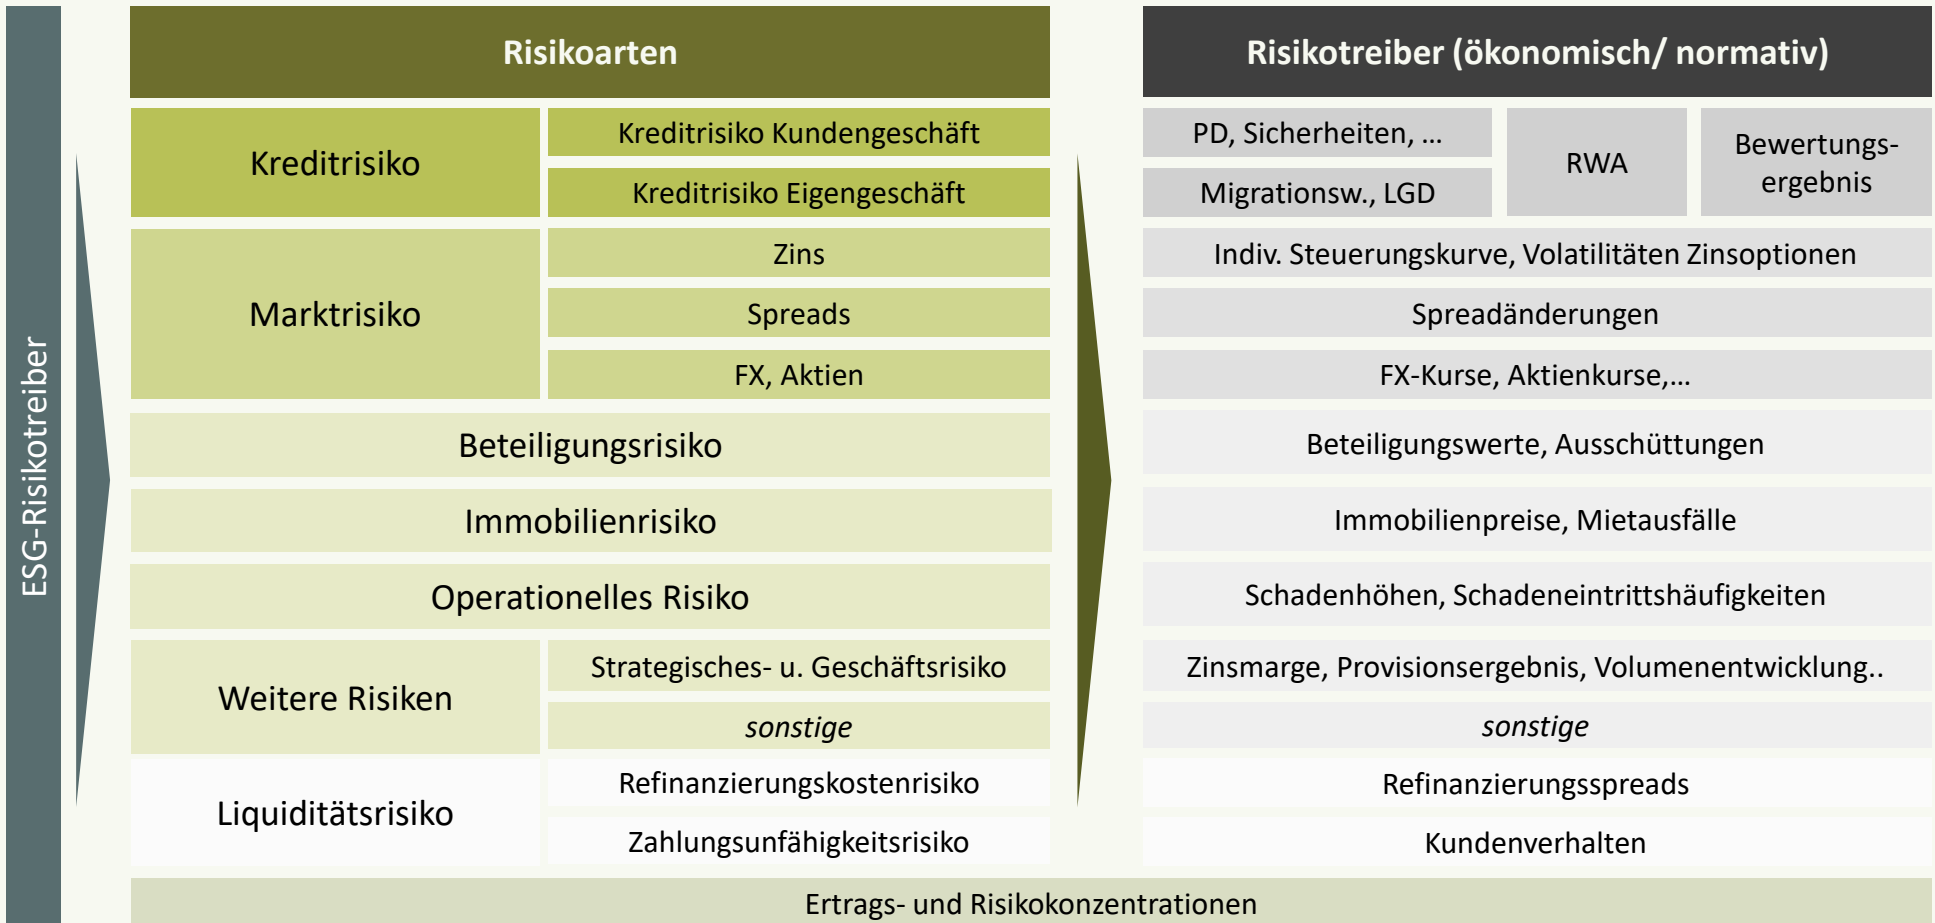 ESG-Risikotreiber
Risikoarten
Risikotreiber (ökonomisch/ normativ)
Kreditrisiko
Kreditrisiko Kundengeschäft
Kreditrisiko Eigengeschäft
PD, Sicherheiten, ...
Migrationsw., LGD
RWA
Bewertungs-
ergebnis
Marktrisiko
Zins
Indiv. Steuerungskurve, Volatilitäten Zinsoptionen
Spreads
Spreadänderungen
FX, Aktien
FX-Kurse, Aktienkurse,...
Beteiligungsrisiko
Beteiligungswerte, Ausschüttungen
Immobilienrisiko
Immobilienpreise, Mietausfälle
Operationelles Risiko
Schadenhöhen, Schadeneintrittshäufigkeiten
Weitere Risiken
Strategisches- u. Geschäftsrisiko
Zinsmarge, Provisionsergebnis, Volumenentwicklung..
sonstige
sonstige
Liquiditätsrisiko
Refinanzierungskostenrisiko
Refinanzierungsspreads
Zahlungsunfähigkeitsrisiko
Kundenverhalten
Ertrags- und Risikokonzentrationen